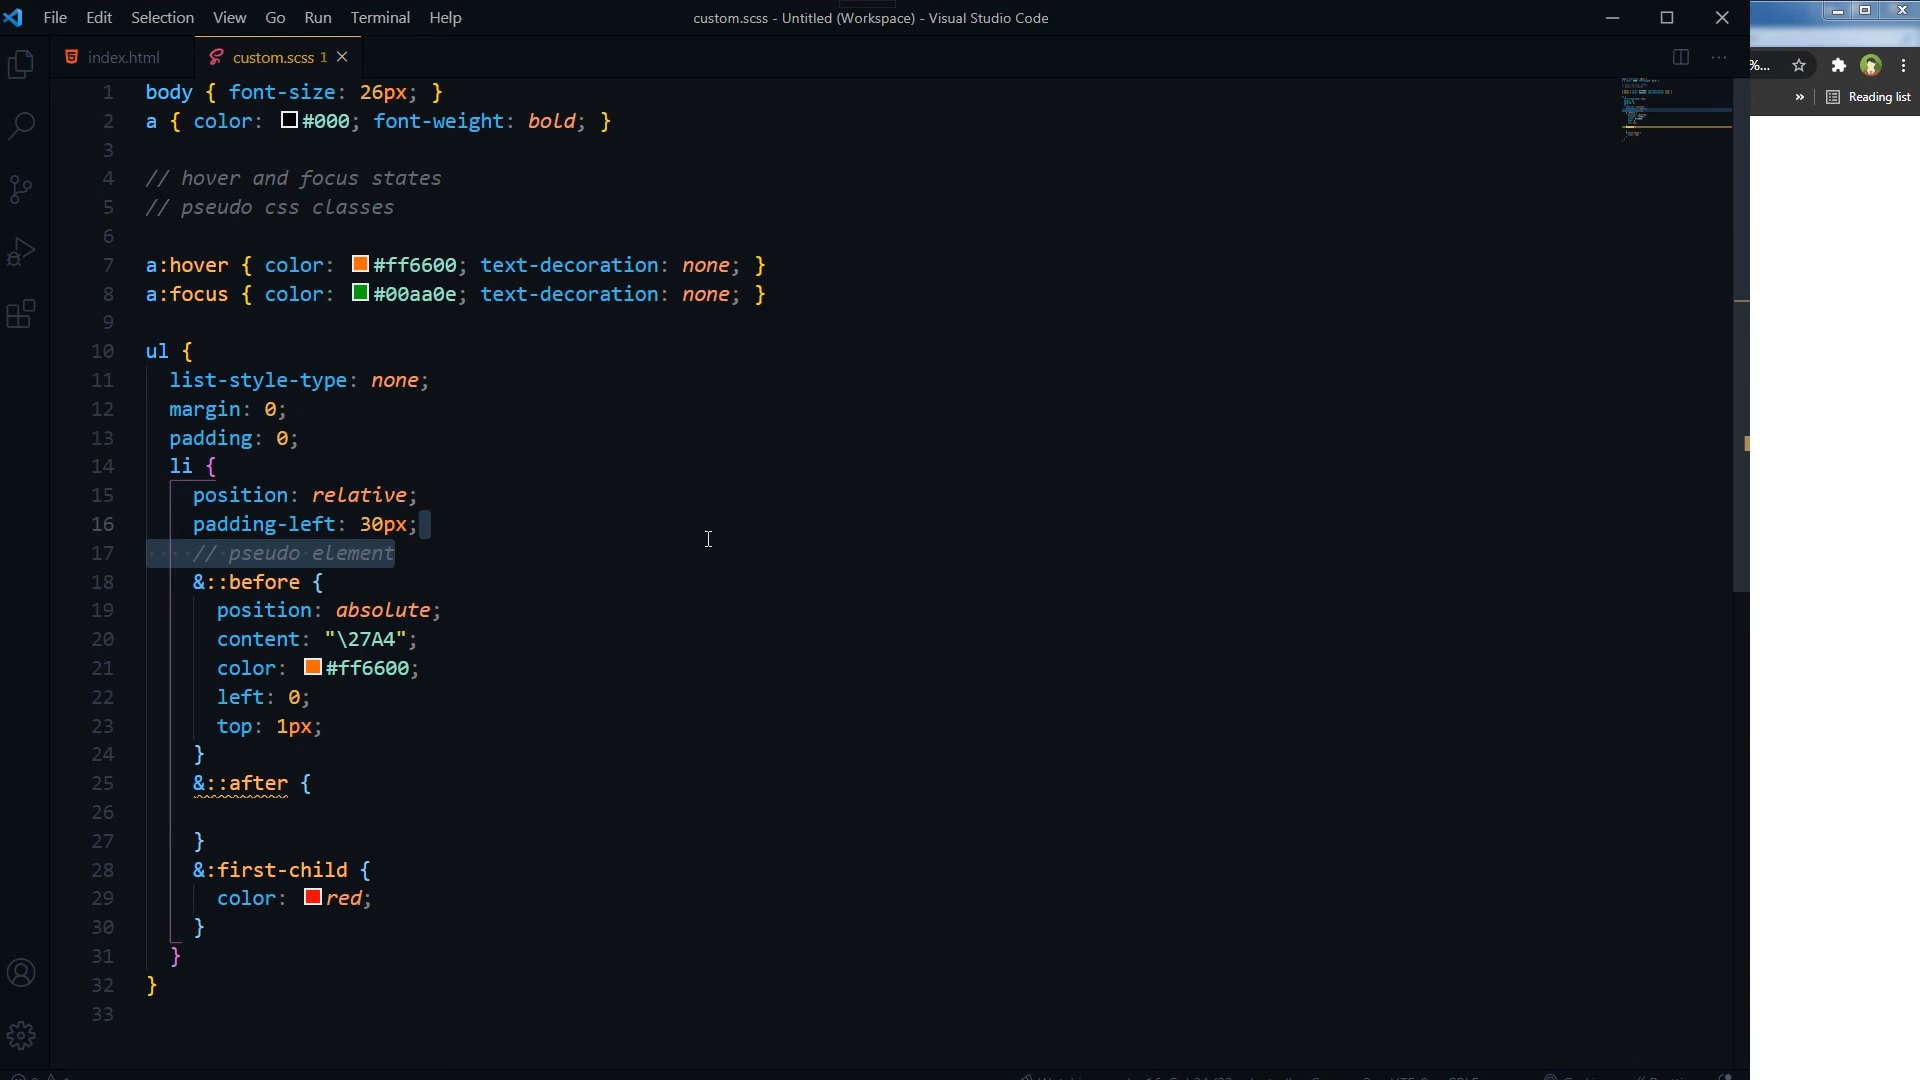 File Edit Selection View Go Run Terminal Help
custom.scss - Untitled (Workspace) - Visual Studio Code
index.html
custom.scss 1
%...
Reading list
1 body { font-size: 26px; }
2 a { color: #000; font-weight: bold; }
3
4 // hover and focus states
5 // pseudo css classes
6
7 a:hover { color: #ff6600; text-decoration: none; }
8 a:focus { color: #00aa0e; text-decoration: none; }
9
10 ul {
11 list-style-type: none;
12 margin: 0;
13 padding: 0;
14 li {
15 position: relative;
16 padding-left: 30px;
17 // pseudo element
18 &::before {
19 position: absolute;
20 content: "\27A4";
21 color: #ff6600;
22 left: 0;
23 top: 1px;
24 }
25 &::after {
26
27 }
28 &:first-child {
29 color: red;
30 }
31 }
32 }
33